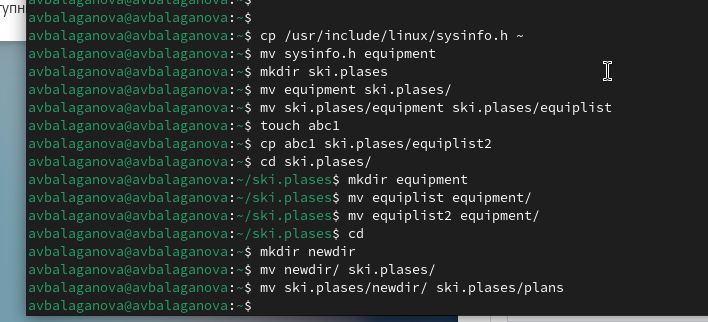 тупн
avbalaganova@avbalaganova:~$
avbalaganova@avbalaganova:~$
avbalaganova@avbalaganova:~$ cp /usr/include/linux/sysinfo.h ~
avbalaganova@avbalaganova:~$ mv sysinfo.h equipment
avbalaganova@avbalaganova:~$ mkdir ski.plases
avbalaganova@avbalaganova:~$ mv equipment ski.plases/
avbalaganova@avbalaganova:~$ mv ski.plases/equipment ski.plases/equiplist
avbalaganova@avbalaganova:~$ touch abc1
avbalaganova@avbalaganova:~$ cp abc1 ski.plases/equiplist2
avbalaganova@avbalaganova:~$ cd ski.plases/
avbalaganova@avbalaganova:~/ski.plases$ mkdir equipment
avbalaganova@avbalaganova:~/ski.plases$ mv equiplist equipment/
avbalaganova@avbalaganova:~/ski.plases$ mv equiplist2 equipment/
avbalaganova@avbalaganova:~/ski.plases$ cd
avbalaganova@avbalaganova:~$ mkdir newdir
avbalaganova@avbalaganova:~$ mv newdir/ ski.plases/
avbalaganova@avbalaganova:~$ mv ski.plases/newdir/ ski.plases/plans
avbalaganova@avbalaganova:~$